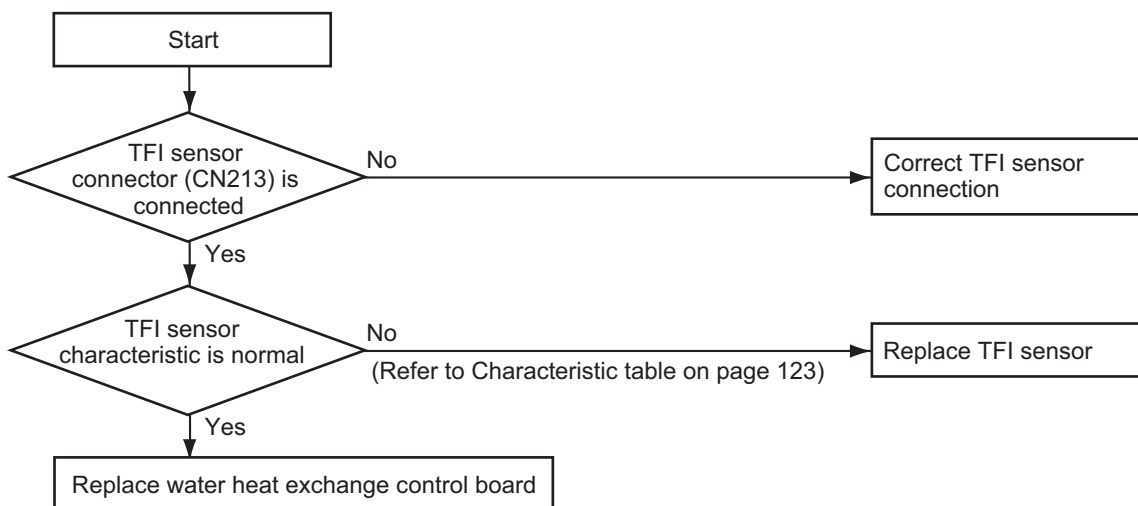 Start
TFI sensor
connector (CN213) is
connected
No
Correct TFI sensor
connection
Yes
TFI sensor
characteristic is normal
No
(Refer to Characteristic table on page 123)
Replace TFI sensor
Yes
Replace water heat exchange control board